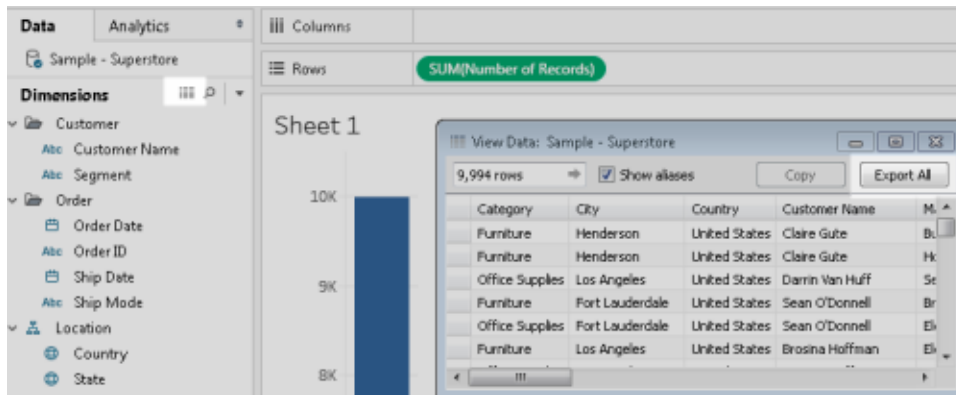 Data Analytics
Sample - Superstore
Dimensions
Customer
Abc Customer Name
Abc Segment
Order
Order Date
Abc Order ID
Ship Date
Abc Ship Mode
Location
Country
State
Columns
Rows SUM(Number of Records)
Sheet 1
10K
9K
8K
View Data: Sample - Superstore
9,994 rows Show aliases Copy Export All
Category City Country Customer Name
Furniture Henderson United States Claire Gute
Furniture Henderson United States Claire Gute
Office Supplies Los Angeles United States Darrin Van Huff
Furniture Fort Lauderdale United States Sean O'Donnell
Office Supplies Fort Lauderdale United States Sean O'Donnell
Furniture Los Angeles United States Brosina Hoffman